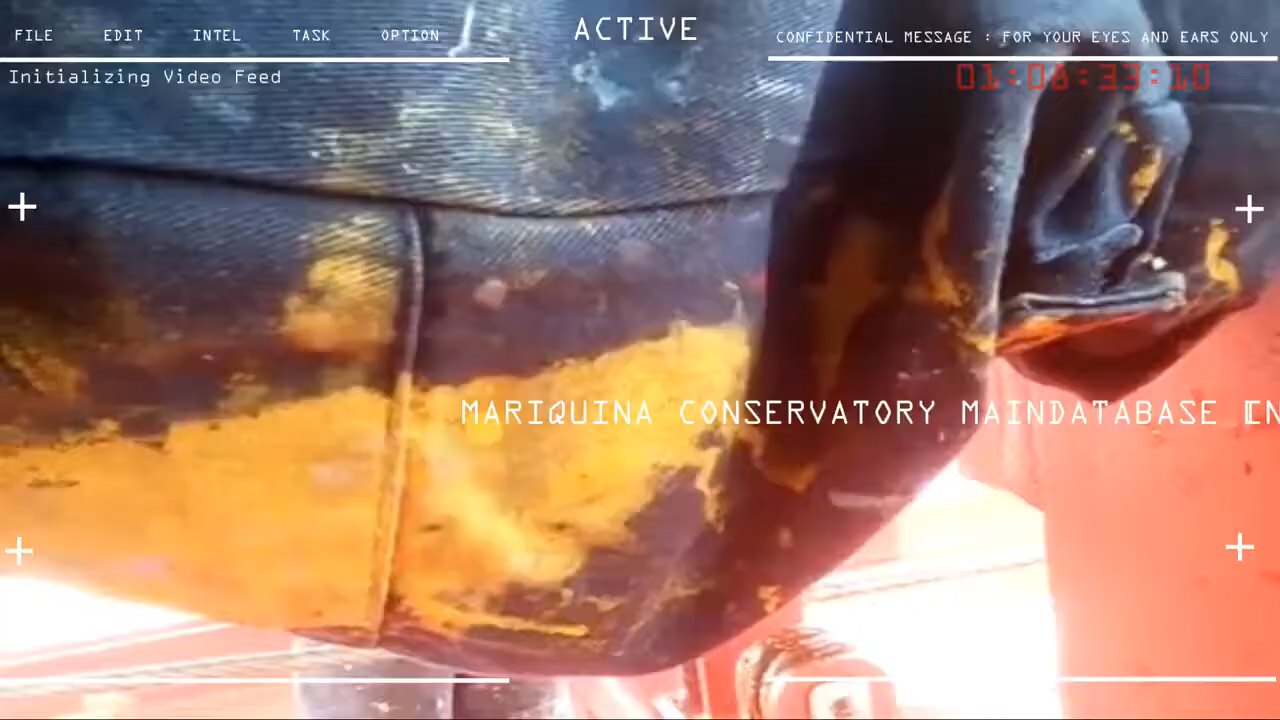 FILE EDIT INTEL TASK OPTION
ACTIVE
CONFIDENTIAL MESSAGE : FOR YOUR EYES AND EARS ONLY
Initializing Video Feed
01:08:33:10
MARIQUINA CONSERVATORY MAINDATABASE